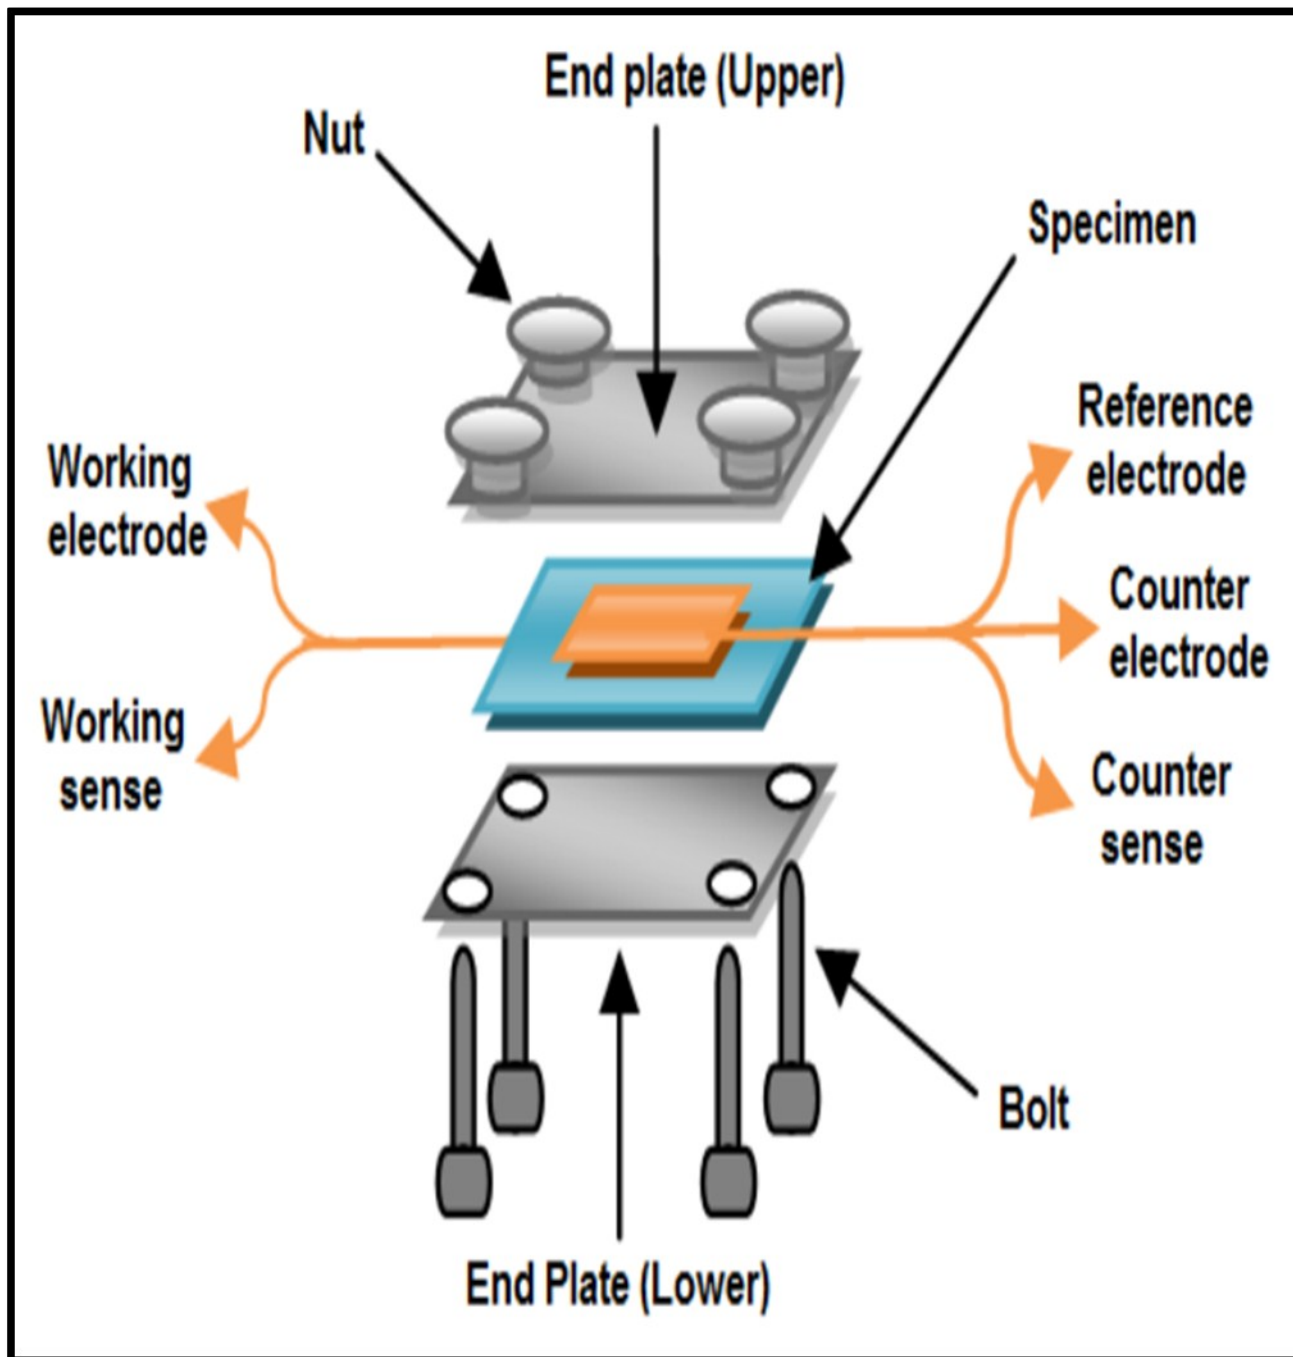 End plate (Upper)
Nut
Specimen
Reference
electrode
Working
electrode
Counter
electrode
Working
sense
Counter
sense
Bolt
End Plate (Lower)